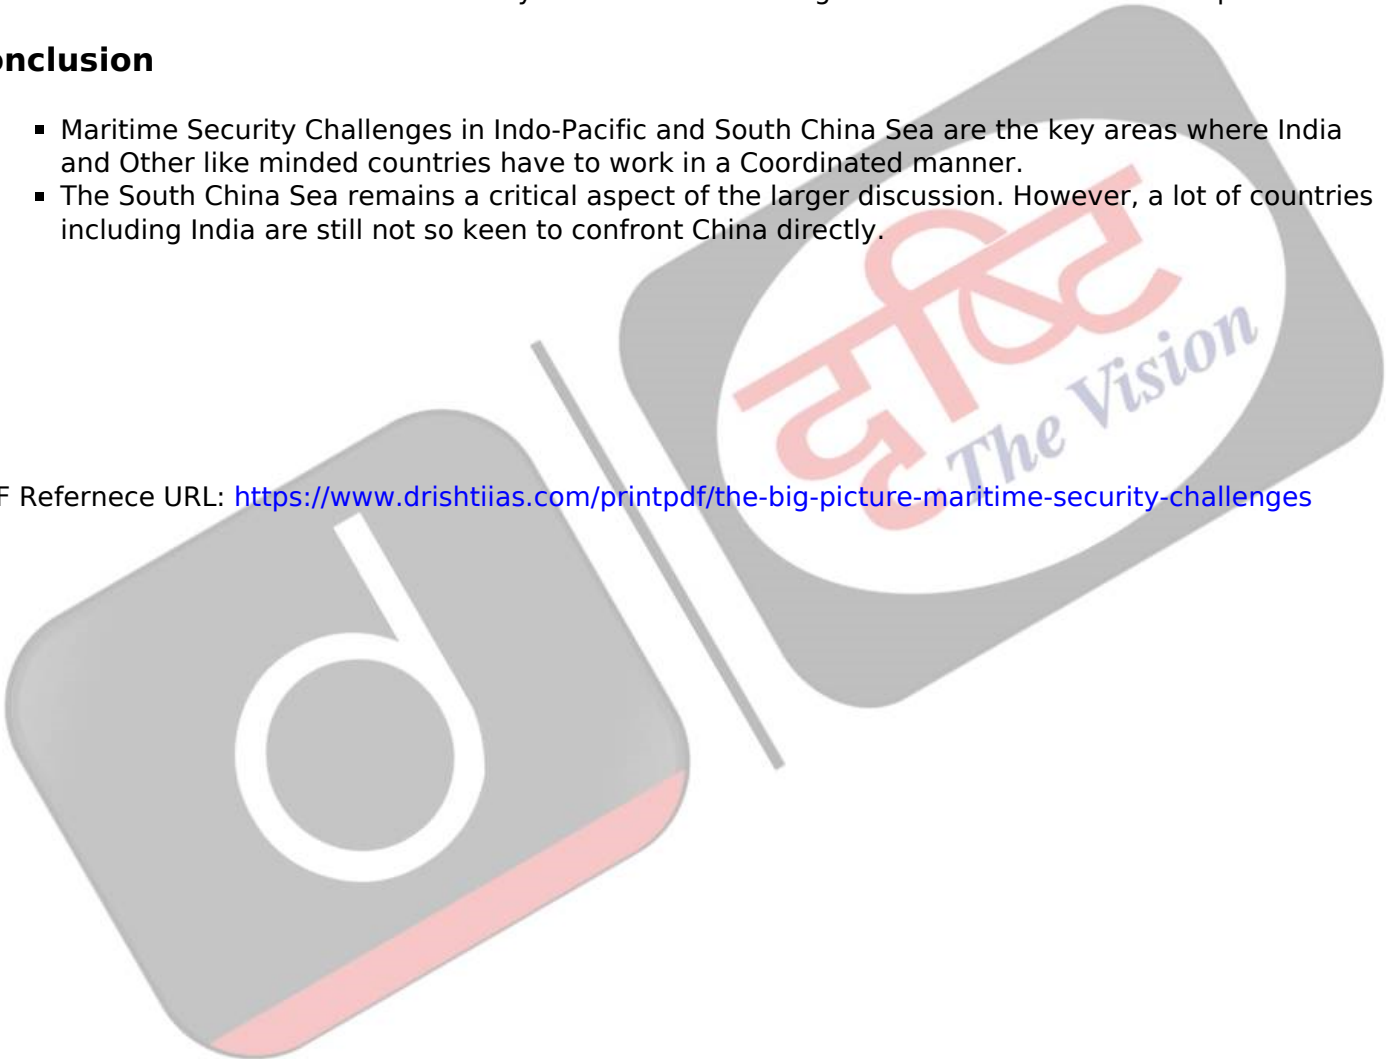 onclusion
▪ Maritime Security Challenges in Indo-Pacific and South China Sea are the key areas where India
and Other like minded countries have to work in a Coordinated manner.
▪ The South China Sea remains a critical aspect of the larger discussion. However, a lot of countries
including India are still not so keen to confront China directly.
दृष्टि
The Vision
F Refernece URL: https://www.drishtiias.com/printpdf/the-big-picture-maritime-security-challenges
d